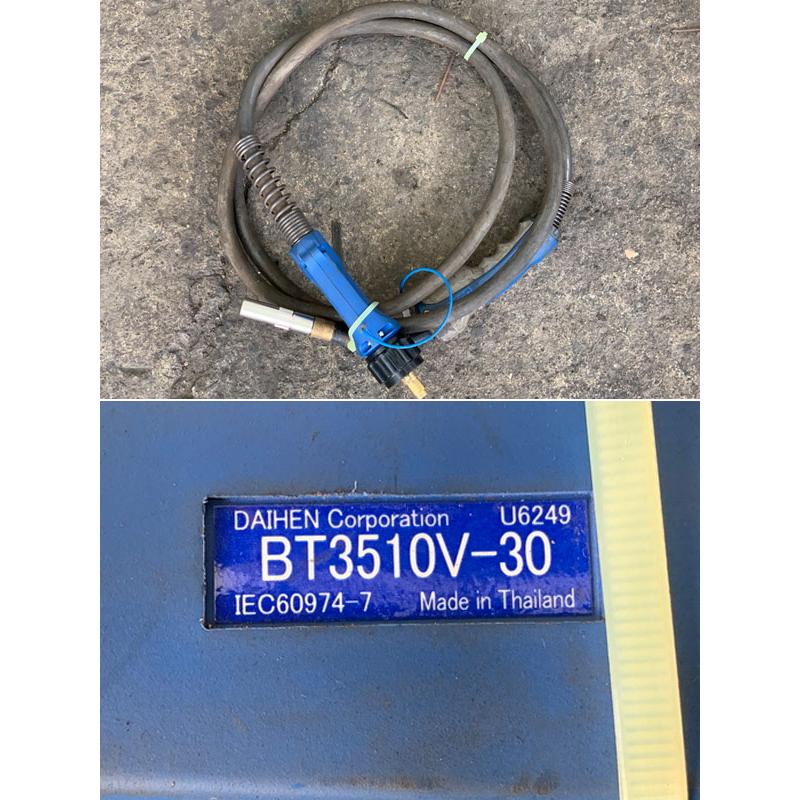 DAIHEN Corporation U6249
BT3510V-30
IEC60974-7 Made in Thailand